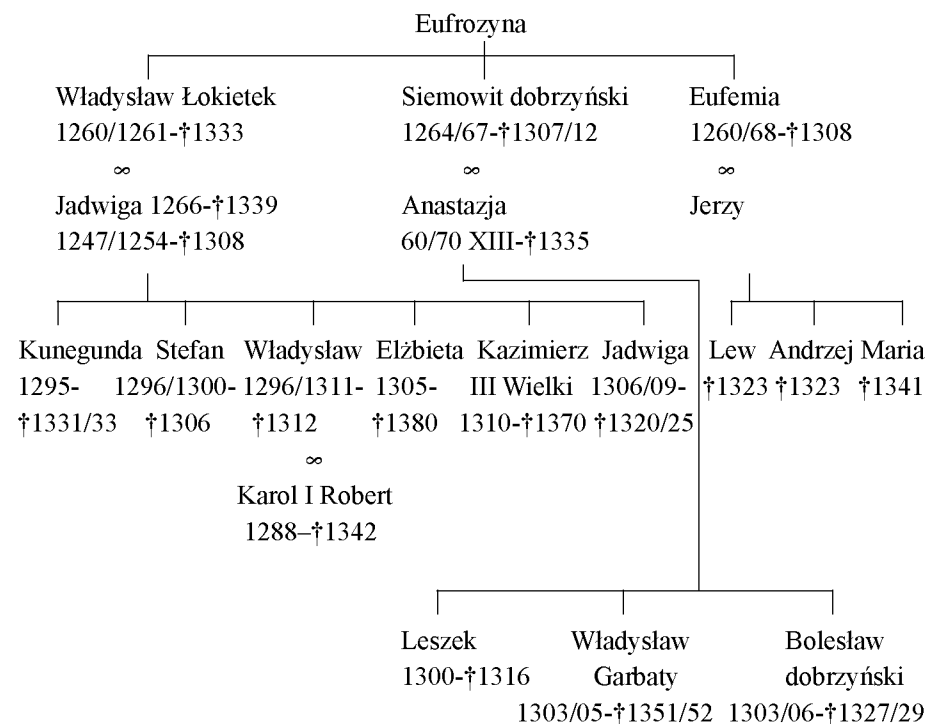 Eufrozyna
Władysław Łokietek
1260/1261-†1333
∞
Jadwiga 1266-†1339
1247/1254-†1308
Siemowit dobrzyński
1264/67-†1307/12
∞
Anastazja
60/70 XIII-†1335
Eufemia
1260/68-†1308
∞
Jerzy
Kunegunda
1295-
†1331/33
Stefan
1296/1300-
†1306
Władysław
1296/1311-
†1312
∞
Karol I Robert
1288–†1342
Elżbieta
1305-
†1380
Kazimierz
III Wielki
1310-†1370
Jadwiga
1306/09-
†1320/25
Lew
†1323
Andrzej
†1323
Maria
†1341
Leszek
1300-†1316
Władysław
Garbaty
1303/05-†1351/52
Bolesław
dobrzyński
1303/06-†1327/29